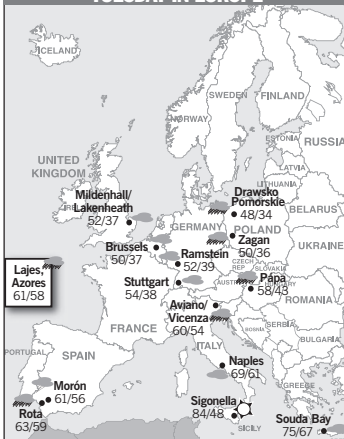 TUESDAY IN EUROPE
ICELAND
SWEDEN
FINLAND
NORWAY
ESTONIA
RUSSIA
LATVIA
UNITED
KINGDOM
LITHUANIA
Mildenhall/
Lakenheath
52/37
Drawsko
Pomorskie
48/34
BELARUS
GERMANY
POLAND
Zagan
50/36
UKRAINE
Brussels
50/37
Ramstein
52/39
CZECH
REP
SLOVAKIA
Lajes,
Azores
61/58
Stuttgart
54/38
Pápa
58/43
Aviano/
Vicenza
60/54
ROMANIA
FRANCE
BOSNIA
SERBIA
BULGARIA
ITALY
PORTUGAL
SPAIN
Naples
69/61
Morón
61/56
GREECE
Sigonella
84/48
Rota
63/59
SICILY
Souda Bay
75/67